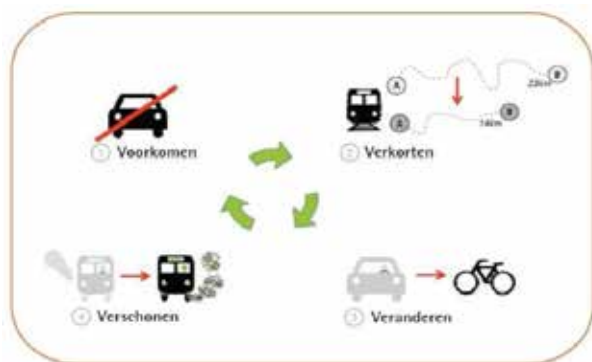 1 Voorkomen
A
B
22km
A
B
14km
2 Verkorten
3 Veranderen
4 Verschonen